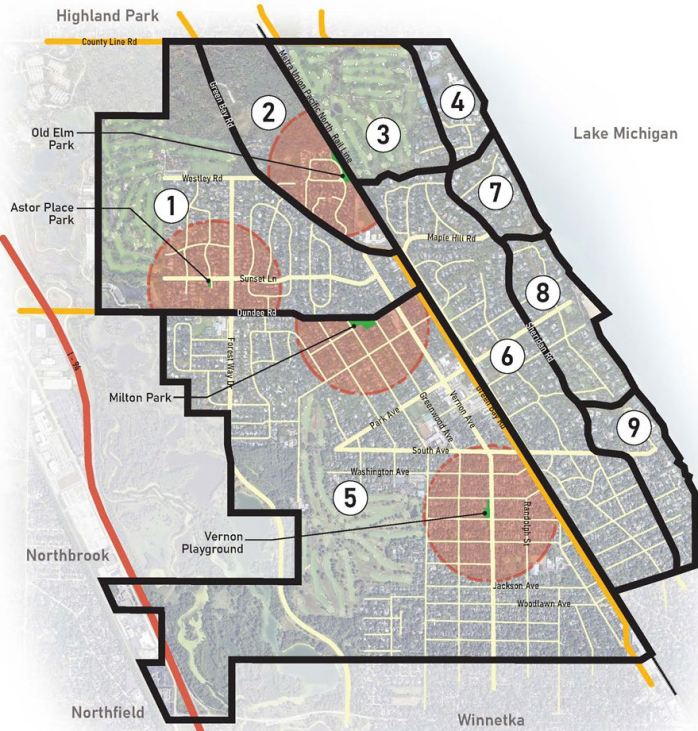 Highland Park
County Line Rd
Metra Union Pacific North Rail Line
Green Bay Rd
2
3
4
Old Elm
Park
Lake Michigan
Westley Rd
7
1
Astor Place
Park
Maple Hill Rd
Sunset Ln
8
Dundee Rd
I - 94
Forest Way Dr
Sheridan Rd
6
Milton Park
Green Bay Rd
Vernon Ave
Greenwood Ave
Park Ave
9
South Ave
Washington Ave
5
Randolph St
Vernon
Playground
Northbrook
Jackson Ave
Woodlawn Ave
Northfield
Winnetka